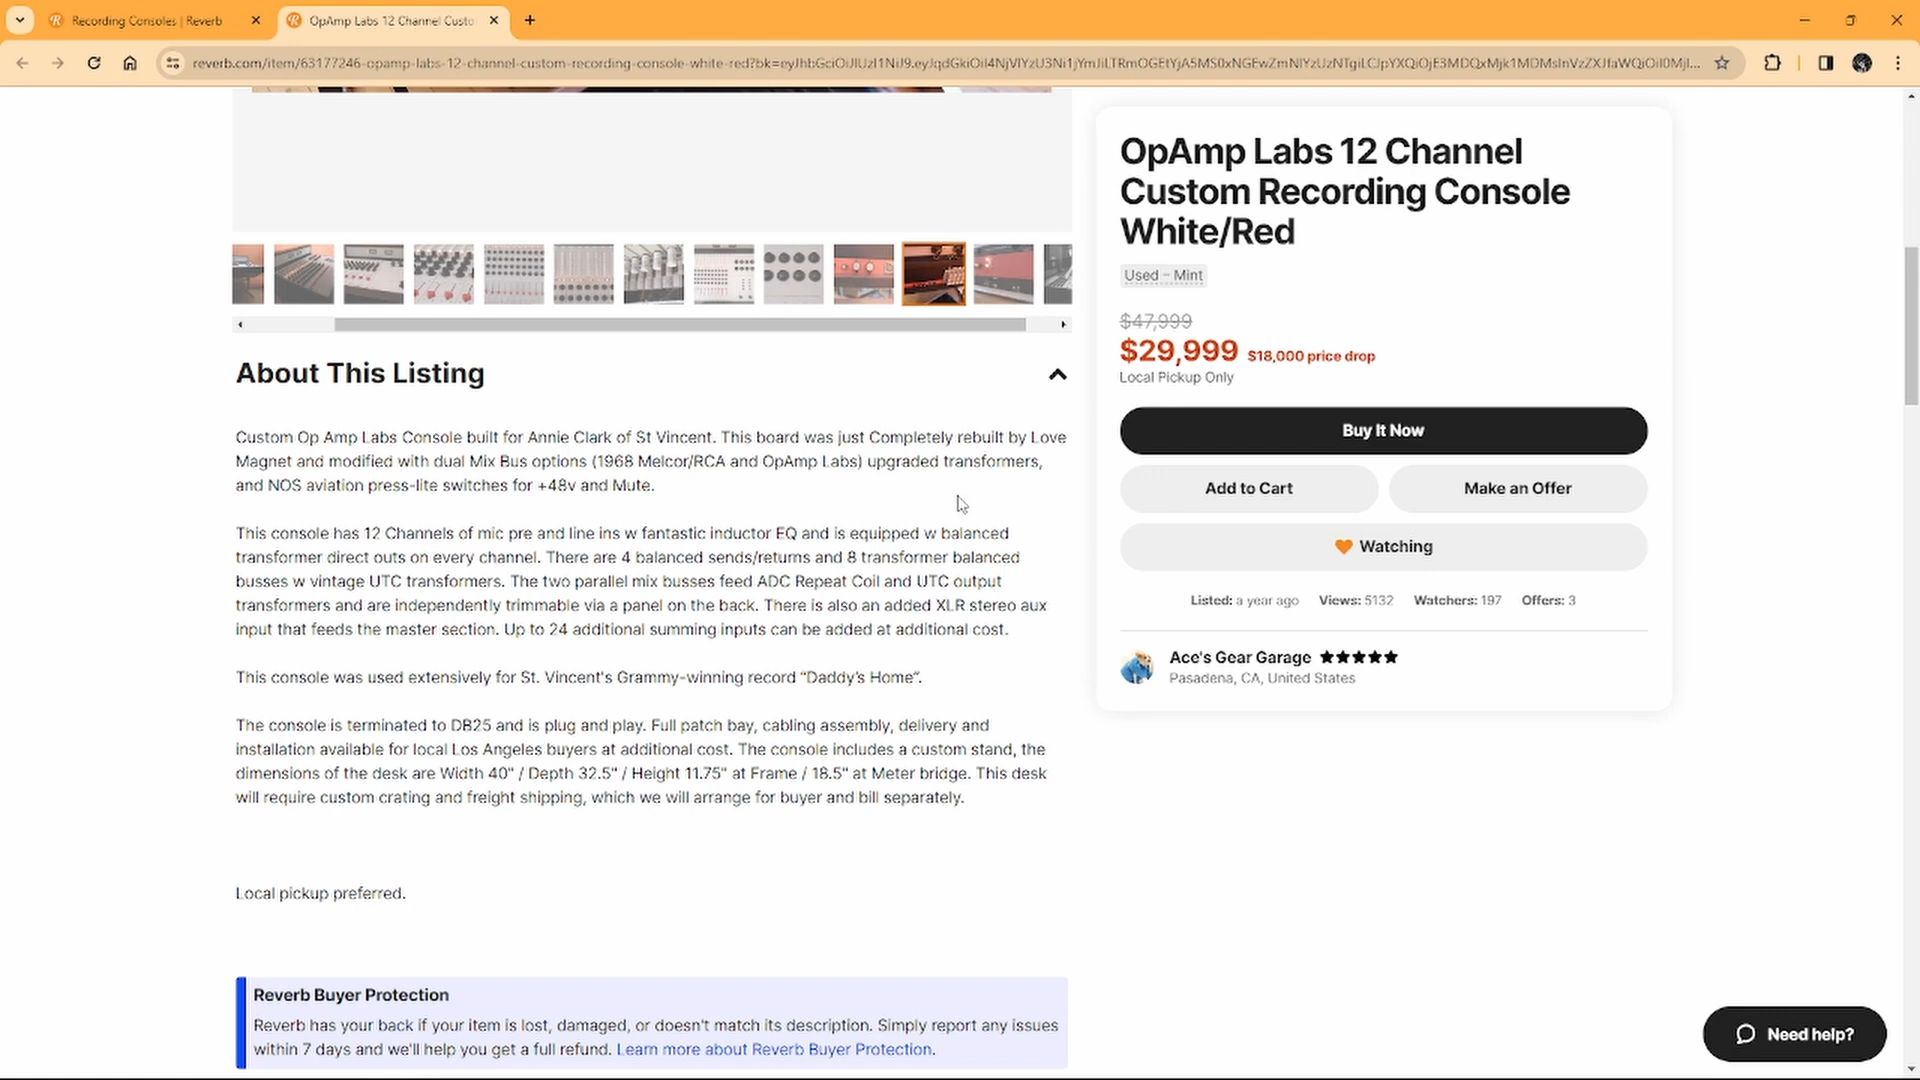 Recording Consoles | Reverb
OpAmp Labs 12 Channel Custo
OpAmp Labs 12 Channel
Custom Recording Console
White/Red
Used – Mint
$47,999
$29,999 $18,000 price drop
Local Pickup Only
Buy It Now
Add to Cart
Make an Offer
Watching
Listed: a year ago Views: 5132 Watchers: 197 Offers: 3
Ace's Gear Garage
Pasadena, CA, United States
About This Listing
Custom Op Amp Labs Console built for Annie Clark of St Vincent. This board was just Completely rebuilt by Love
Magnet and modified with dual Mix Bus options (1968 Melcor/RCA and OpAmp Labs) upgraded transformers,
and NOS aviation press-lite switches for +48v and Mute.
This console has 12 Channels of mic pre and line ins w fantastic inductor EQ and is equipped w balanced
transformer direct outs on every channel. There are 4 balanced sends/returns and 8 transformer balanced
busses w vintage UTC transformers. The two parallel mix busses feed ADC Repeat Coil and UTC output
transformers and are independently trimmable via a panel on the back. There is also an added XLR stereo aux
input that feeds the master section. Up to 24 additional summing inputs can be added at additional cost.
This console was used extensively for St. Vincent's Grammy-winning record “Daddy’s Home”.
The console is terminated to DB25 and is plug and play. Full patch bay, cabling assembly, delivery and
installation available for local Los Angeles buyers at additional cost. The console includes a custom stand, the
dimensions of the desk are Width 40" / Depth 32.5" / Height 11.75" at Frame / 18.5" at Meter bridge. This desk
will require custom crating and freight shipping, which we will arrange for buyer and bill separately.
Local pickup preferred.
Reverb Buyer Protection
Reverb has your back if your item is lost, damaged, or doesn't match its description. Simply report any issues
within 7 days and we'll help you get a full refund. Learn more about Reverb Buyer Protection.
Need help?